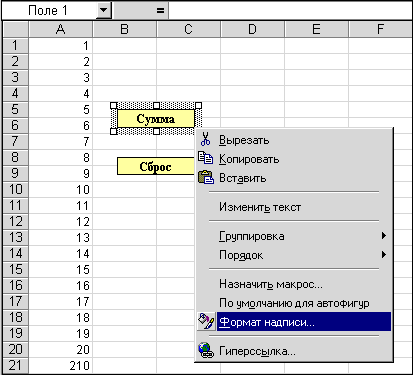 Поле 1 =
A B C D E F
1 1
2 2
3 3
4 4
5 5
6 6
7 7
8 8
9 9
10 10
11 11
12 12
13 13
14 14
15 15
16 16
17 17
18 18
19 19
20 20
21 210
Сумма
Сброс
Вырезать
Копировать
Вставить
Изменить текст
Группировка
Порядок
Назначить макрос...
По умолчанию для автофигур
Формат надписи...
Гиперссылка...